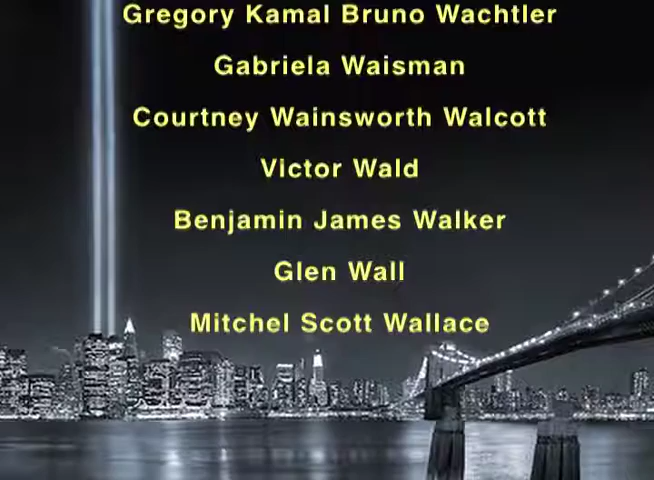 Gregory Kamal Bruno Wachtler
Gabriela Waisman
Courtney Wainsworth Walcott
Victor Wald
Benjamin James Walker
Glen Wall
Mitchel Scott Wallace